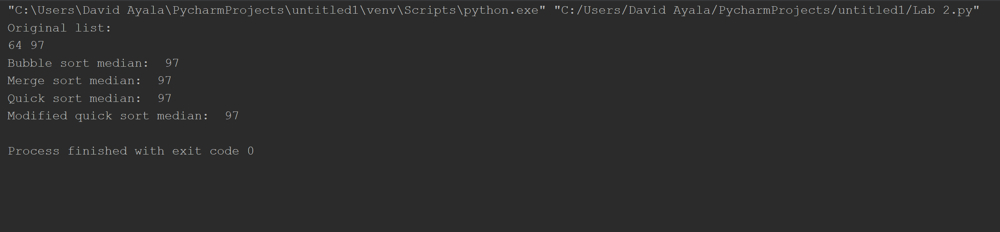 "C:\Users\David Ayala\PycharmProjects\untitled1\venv\Scripts\python.exe" "C:/Users/David Ayala/PycharmProjects/untitled1/Lab 2.py"
Original list:
64 97
Bubble sort median:  97
Merge sort median:  97
Quick sort median:  97
Modified quick sort median:  97
Process finished with exit code 0